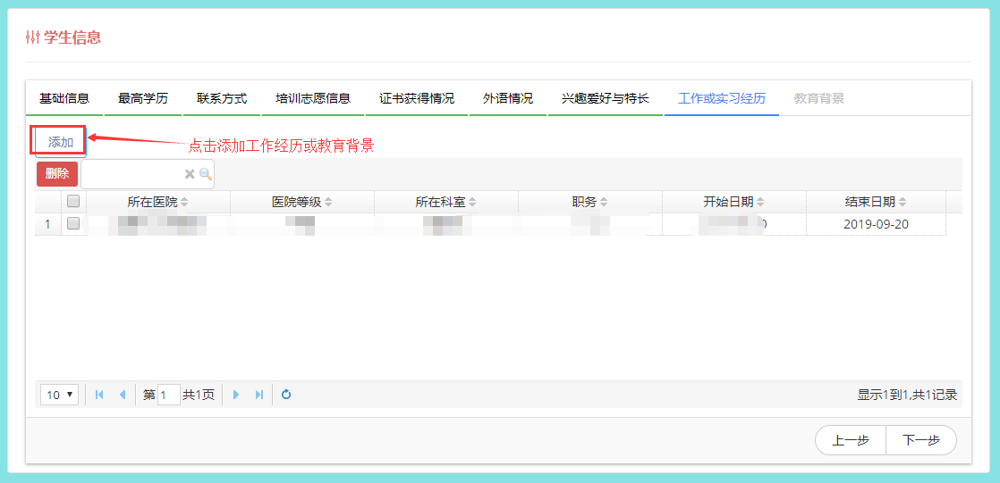 学生信息
基础信息 最高学历 联系方式 培训志愿信息 证书获得情况 外语情况 兴趣爱好与特长 工作或实习经历 教育背景
添加
点击添加工作经历或教育背景
删除
所在医院 医院等级 所在科室 职务 开始日期 结束日期
1 2019-09-20
10 第 1 共1页 显示1到1,共1记录
上一步 下一步